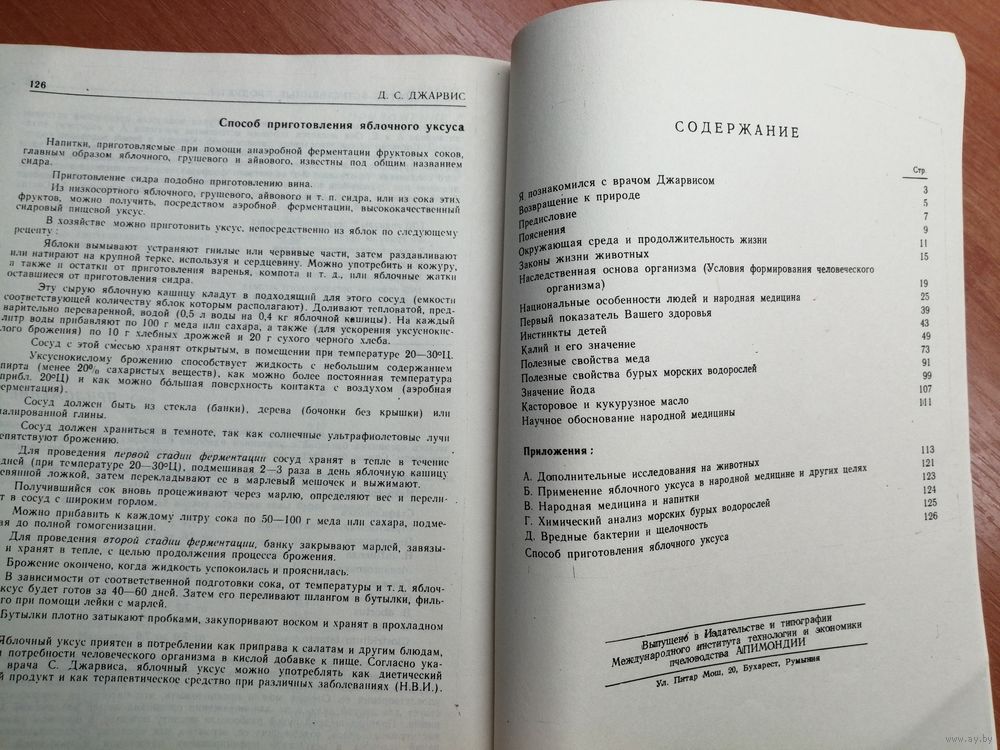 126
Д. С. ДЖАРВИС
Способ приготовления яблочного уксуса
Напитки, приготовляемые при помощи анаэробной ферментации фруктовых соков,
главным образом яблочного, грушевого и айвового, известны под общим названием
сидра.
Приготовление сидра подобно приготовлению вина.
Из низкосортного яблочного, грушевого, айвового и т. п. сидра, или из сока этих
фруктов, можно получить, посредством аэробной ферментации, высококачественный
сидровый пищевой уксус.
В хозяйстве можно приготовить уксус, непосредственно из яблок по следующему
рецепту :
Яблоки вымывают устраняют гнилые или червивые части, затем раздавливают
или натирают на крупной терке, используя и сердцевину. Можно употребить и кожуру,
а также и остатки от приготовления варенья, компота и т. д., или яблочные жатки
оставшиеся от приготовления сидра.
Эту сырую яблочную кашицу кладут в подходящий для этого сосуд (емкости
соответствующей количеству яблок которым располагают). Доливают тепловатой, пред-
варительно переваренной, водой (0,5 л воды на 0,4 кг яблочной кашицы). На каждый
литр воды прибавляют по 100 г меда или сахара, а также (для ускорения уксуснокис-
лого брожения) по 10 г хлебных дрожжей и 20 г сухого черного хлеба.
Сосуд с этой смесью хранят открытым, в помещении при температуре 20—30°Ц.
Уксуснокислому брожению способствует жидкость с небольшим содержанием
спирта (менее 20% сахаристых веществ), как можно более постоянная температура
прибл. 20°Ц) и как можно бо́льшая поверхность контакта с воздухом (аэробная
ферментация).
Сосуд должен быть из стекла (банки), дерева (бочонки без крышки) или
малированной глины.
Сосуд должен храниться в темноте, так как солнечные ультрафиолетовые лучи
епятствуют брожению.
Для проведения первой стадии ферментации сосуд хранят в тепле в течение
дней (при температуре 20—30°Ц), подмешивая 2—3 раза в день яблочную кашицу
евянной ложкой, затем перекладывают ее в марлевый мешочек и выжимают.
Получившийся сок вновь процеживают через марлю, определяют вес и перели-
т в сосуд с широким горлом.
Можно прибавить к каждому литру сока по 50—100 г меда или сахара, подме-
ая до полной гомогенизации.
Для проведения второй стадии ферментации, банку закрывают марлей, завязы-
и хранят в тепле, с целью продолжения процесса брожения.
Брожение окончено, когда жидкость успокоилась и прояснилась.
В зависимости от соответственной подготовки сока, от температуры и т. д. яблоч-
уксус будет готов за 40—60 дней. Затем его переливают шлангом в бутылки, филь-
го при помощи лейки с марлей.
Бутылки плотно затыкают пробками, закупоривают воском и хранят в прохладном
Яблочный уксус приятен в потреблении как приправа к салатам и другим блюдам,
и потребности человеческого организма в кислой добавке к пище. Согласно ука-
врача С. Джарвиса, яблочный уксус можно употреблять как диетический
й продукт и как терапевтическое средство при различных заболеваниях (Н.В.И.).
СОДЕРЖАНИЕ
Стр.
Я познакомился с врачом Джарвисом 3
Возвращение к природе 5
Предисловие 7
Пояснения 9
Окружающая среда и продолжительность жизни 11
Законы жизни животных 15
Наследственная основа организма (Условия формирования человеческого
организма) 19
Национальные особенности людей и народная медицина 25
Первый показатель Вашего здоровья 39
Инстинкты детей 43
Калий и его значение 49
Полезные свойства меда 73
Полезные свойства бурых морских водорослей 91
Значение йода 99
Касторовое и кукурузное масло 107
Научное обоснование народной медицины 111
Приложения :
А. Дополнительные исследования на животных 113
Б. Применение яблочного уксуса в народной медицине и других целях 121
В. Народная медицина и напитки 123
Г. Химический анализ морских бурых водорослей 124
Д. Вредные бактерии и щелочность 125
Способ приготовления яблочного уксуса 126
Выпущено в Издательстве и типографии
Международного института технологии и экономики
пчеловодства АПИМОНДИИ
Ул. Питар Мош, 20, Бухарест, Румыния
www.ay.by